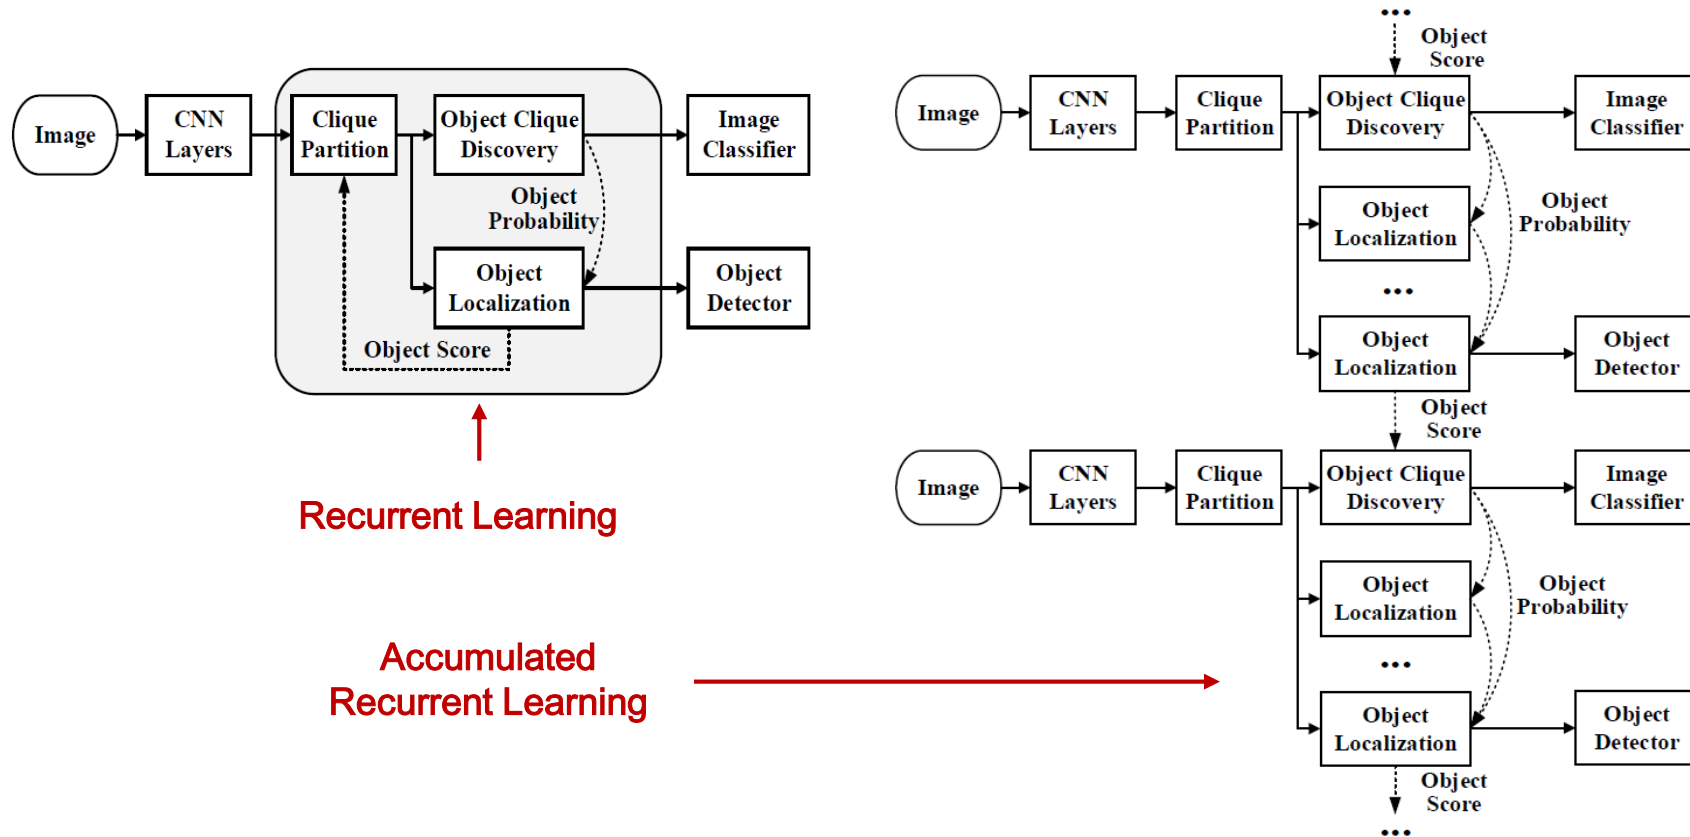 Image
CNN
Layers
Clique
Partition
Object Clique
Discovery
Image
Classifier
Object
Probability
Object
Localization
Object
Detector
Object Score
Recurrent Learning
Accumulated
Recurrent Learning
...
Object
Score
Image
CNN
Layers
Clique
Partition
Object Clique
Discovery
Image
Classifier
Object
Localization
Object
Probability
...
Object
Localization
Object
Detector
Object
Score
Image
CNN
Layers
Clique
Partition
Object Clique
Discovery
Image
Classifier
Object
Localization
Object
Probability
...
Object
Localization
Object
Detector
Object
Score
...